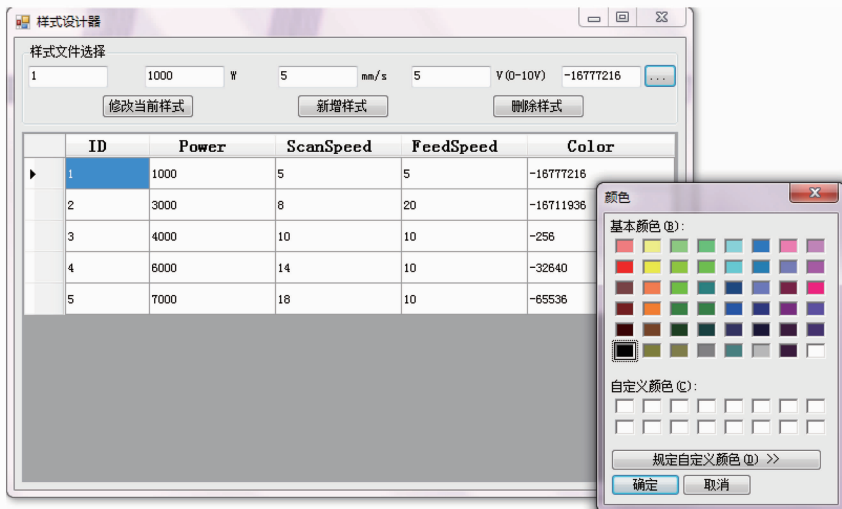 样式设计器
样式文件选择
1 1000 W 5 mm/s 5 V(0-10V) -16777216 ...
修改当前样式 新增样式 删除样式
ID Power ScanSpeed FeedSpeed Color
1 1000 5 5 -16777216
2 3000 8 20 -16711936
3 4000 10 10 -256
4 6000 14 10 -32640
5 7000 18 10 -65536
颜色
基本颜色(B):
自定义颜色(C):
规定自定义颜色(D) >>
确定 取消